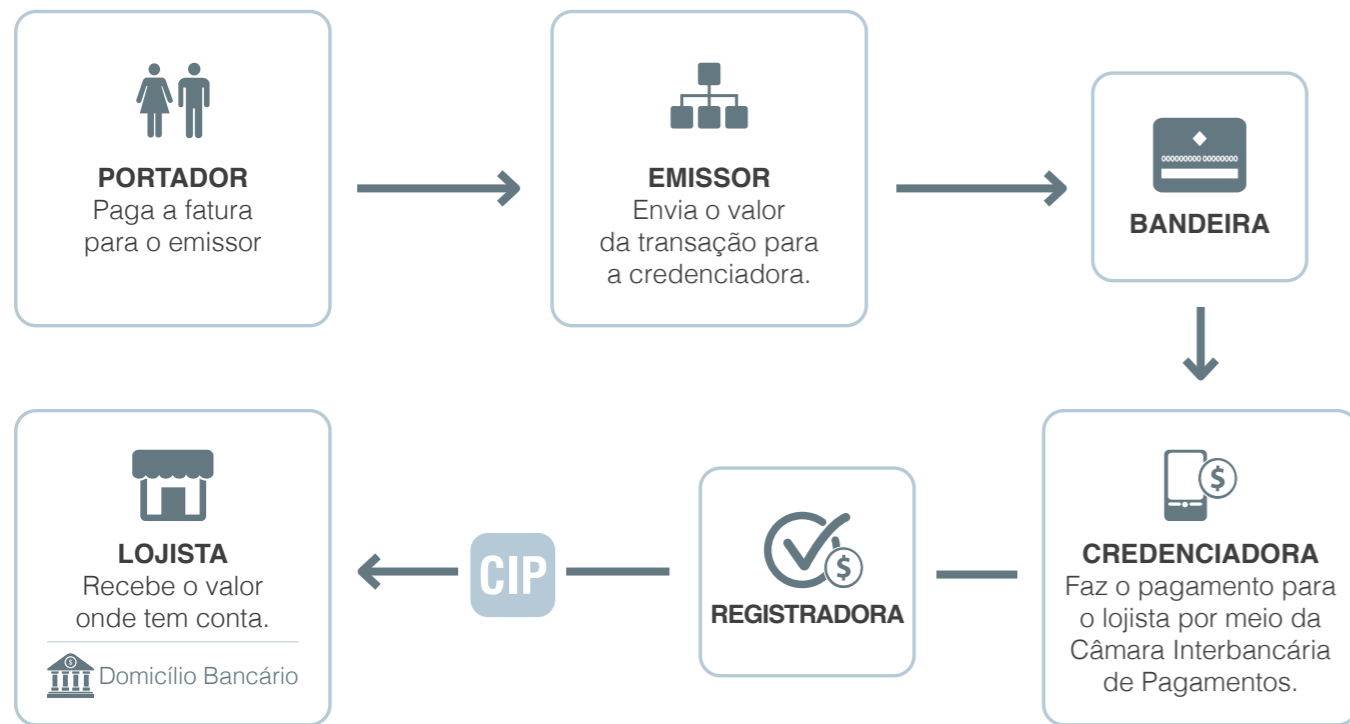 PORTADOR
Paga a fatura
para o emissor
EMISSOR
Envia o valor
da transação para
a credenciadora.
BANDEIRA
LOJISTA
Recebe o valor
onde tem conta.
Domicílio Bancário
CIP
$
REGISTRADORA
$
CREDENCIADORA
Faz o pagamento para
o lojista por meio da
Câmara Interbancária
de Pagamentos.